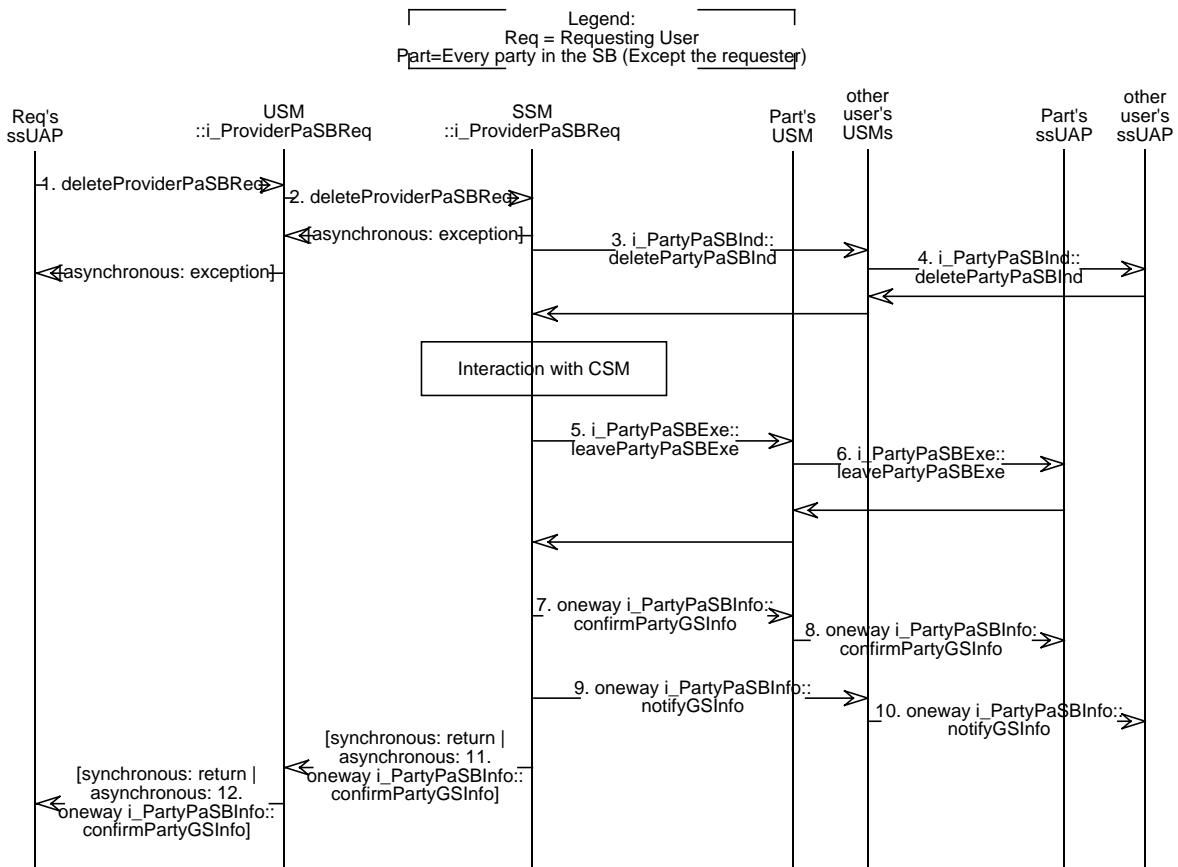 Legend:
Req = Requesting User
Part=Every party in the SB (Except the requester)
Req's
ssUAP
USM
::i_ProviderPaSBReq
SSM
::i_ProviderPaSBReq
Part's
USM
other
user's
USMs
Part's
ssUAP
other
user's
ssUAP
1. deleteProviderPaSBReq
2. deleteProviderPaSBReq
[asynchronous: exception]
3. i_PartyPaSBInd::
deletePartyPaSBInd
[asynchronous: exception]
4. i_PartyPaSBInd::
deletePartyPaSBInd
Interaction with CSM
5. i_PartyPaSBExe::
leavePartyPaSBExe
6. i_PartyPaSBExe::
leavePartyPaSBExe
7. oneway i_PartyPaSBInfo::
confirmPartyGSInfo
8. oneway i_PartyPaSBInfo:
confirmPartyGSInfo
9. oneway i_PartyPaSBInfo::
notifyGSInfo
10. oneway i_PartyPaSBInfo::
notifyGSInfo
[synchronous: return |
asynchronous: 11.
oneway i_PartyPaSBInfo::
confirmPartyGSInfo]
[synchronous: return |
asynchronous: 12.
oneway i_PartyPaSBInfo::
confirmPartyGSInfo]